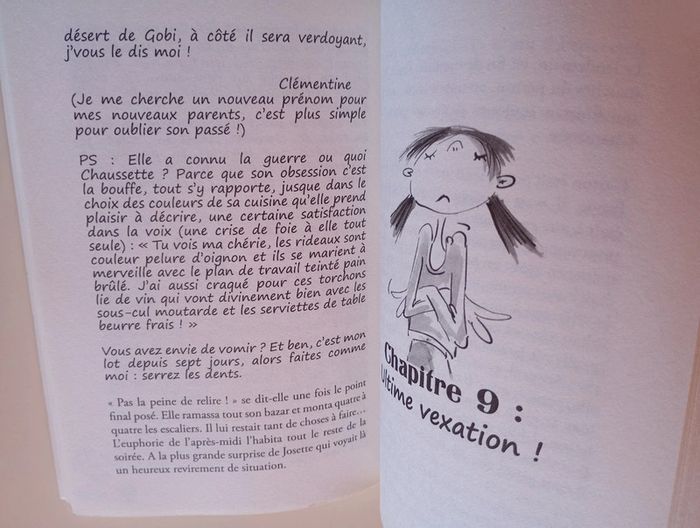 désert de Gobi, à côté il sera verdoyant,
j'vous le dis moi !
Clémentine
(Je me cherche un nouveau prénom pour
mes nouveaux parents, c'est plus simple
pour oublier son passé !)
PS : Elle a connu la guerre ou quoi
Chaussette ? Parce que son obsession c'est
la bouffe, tout s'y rapporte, jusque dans le
choix des couleurs de sa cuisine qu'elle prend
plaisir à décrire, une certaine satisfaction
dans la voix (une crise de foie à elle tout
seule) : « Tu vois ma chérie, les rideaux sont
couleur pelure d'oignon et ils se marient à
merveille avec le plan de travail teinté pain
brûlé. J'ai aussi craqué pour ces torchons
lie de vin qui vont divinement bien avec les
sous-cul moutarde et les serviettes de table
beurre frais ! »
Vous avez envie de vomir ? Et ben, c'est mon
lot depuis sept jours, alors faites comme
moi : serrez les dents.
« Pas la peine de relire ! » se dit-elle une fois le point
final posé. Elle ramassa tout son bazar et monta quatre à
quatre les escaliers. Il lui restait tant de choses à faire...
L'euphorie de l'après-midi l'habita tout le reste de la
soirée. A la plus grande surprise de Josette qui voyait là
un heureux revirement de situation.
Chapitre 9 :
Ultime vexation !